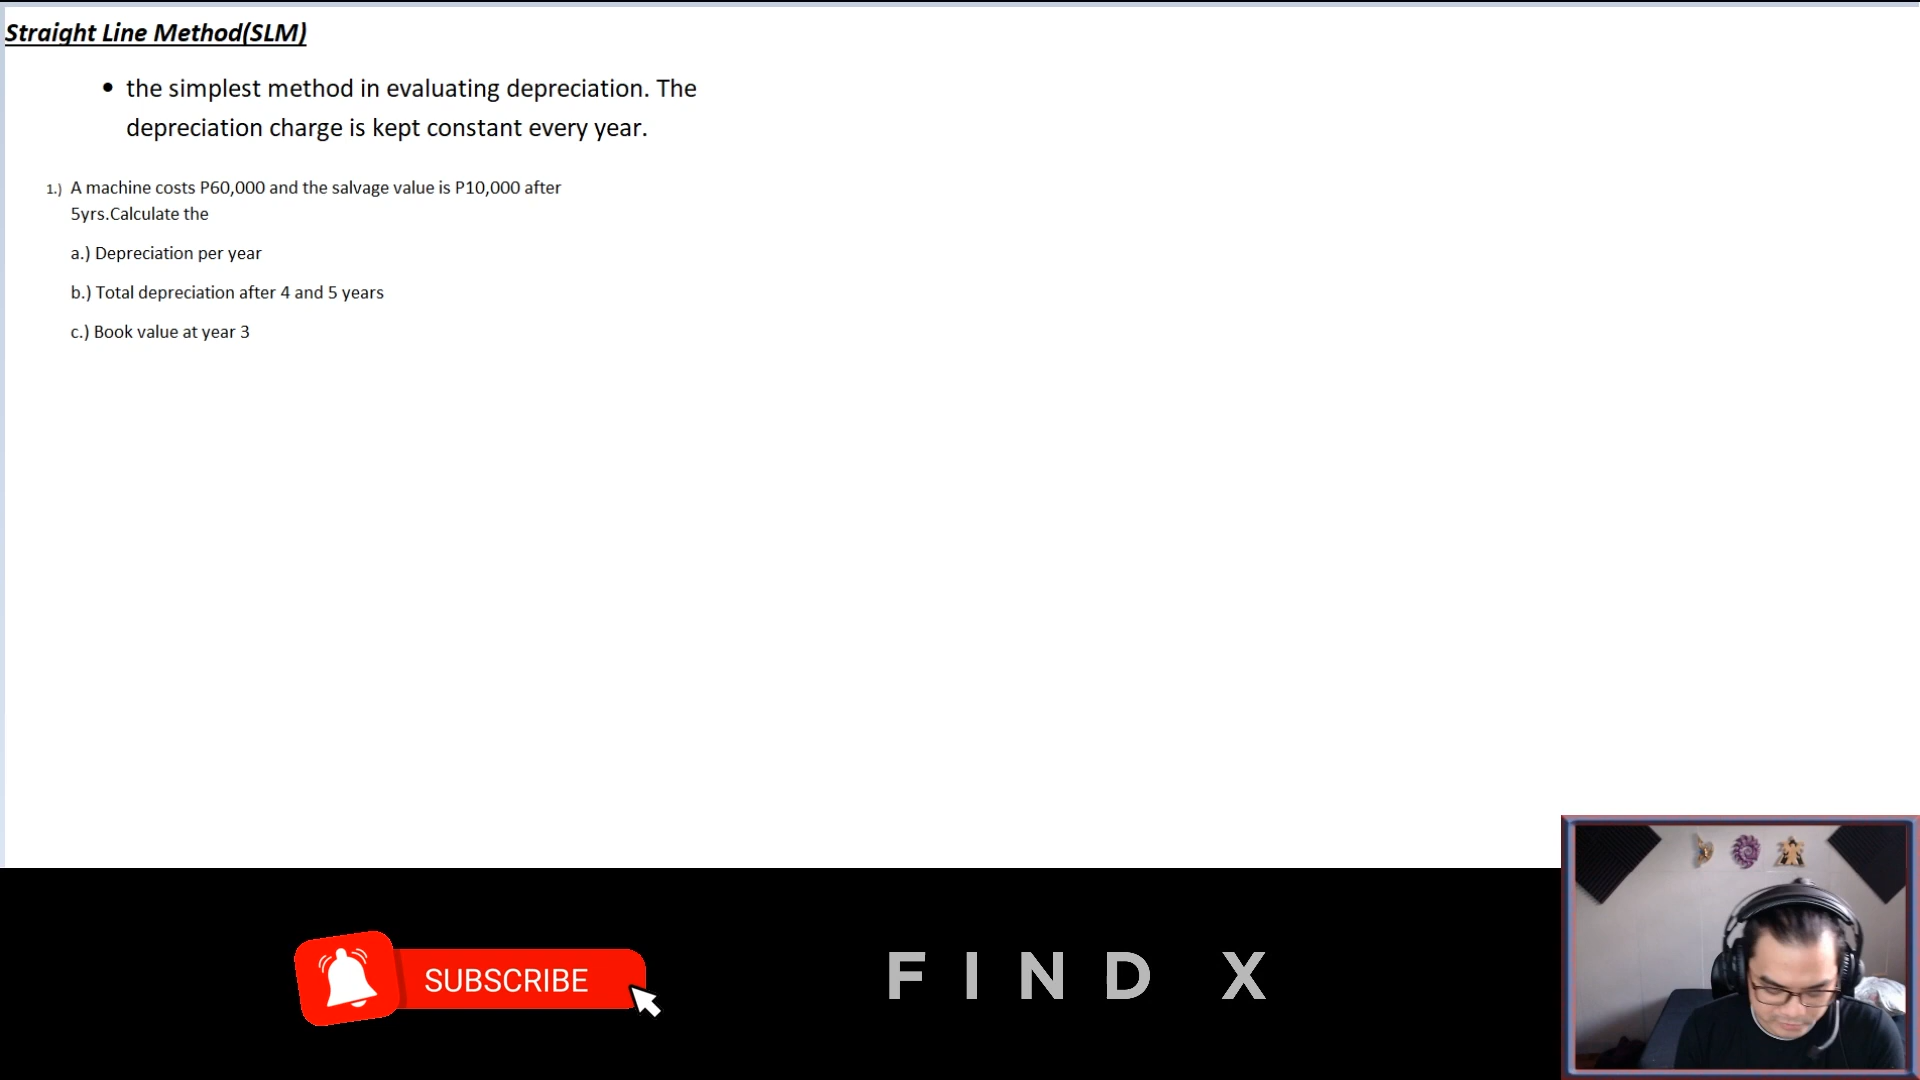 Straight Line Method(SLM)
• the simplest method in evaluating depreciation. The
depreciation charge is kept constant every year.
1.) A machine costs P60,000 and the salvage value is P10,000 after
5yrs.Calculate the
a.) Depreciation per year
b.) Total depreciation after 4 and 5 years
c.) Book value at year 3
SUBSCRIBE
FIND X